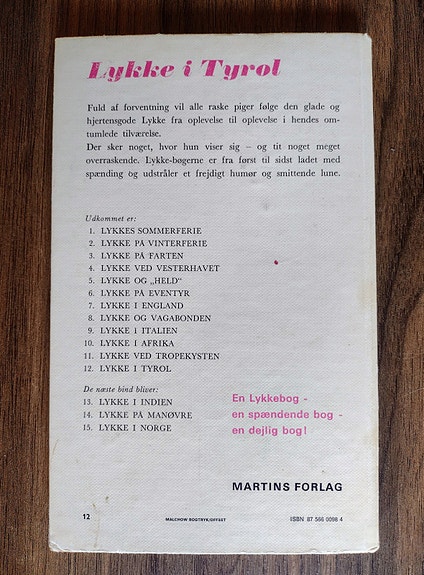 Lykke i Tyrol
Fuld af forventning vil alle raske piger følge den glade og
hjertensgode Lykke fra oplevelse til oplevelse i hendes om-
tumlede tilværelse.
Der sker noget, hvor hun viser sig – og tit noget meget
overraskende. Lykke-bøgerne er fra først til sidst ladet med
spænding og udstråler et frejdigt humør og smittende lune.
Udkommet er:
1. LYKKES SOMMERFERIE
2. LYKKE PÅ VINTERFERIE
3. LYKKE PÅ FARTEN
4. LYKKE VED VESTERHAVET
5. LYKKE OG „HELD"
6. LYKKE PÅ EVENTYR
7. LYKKE I ENGLAND
8. LYKKE OG VAGABONDEN
9. LYKKE I ITALIEN
10. LYKKE I AFRIKA
11. LYKKE VED TROPEKYSTEN
12. LYKKE I TYROL
De næste bind bliver:
13. LYKKE I INDIEN
14. LYKKE PÅ MANØVRE
15. LYKKE I NORGE
En Lykkebog -
en spændende bog -
en dejlig bog!
MARTINS FORLAG
12 MALCHOW BOGTRYK/OFFSET ISBN 87 566 0098 4